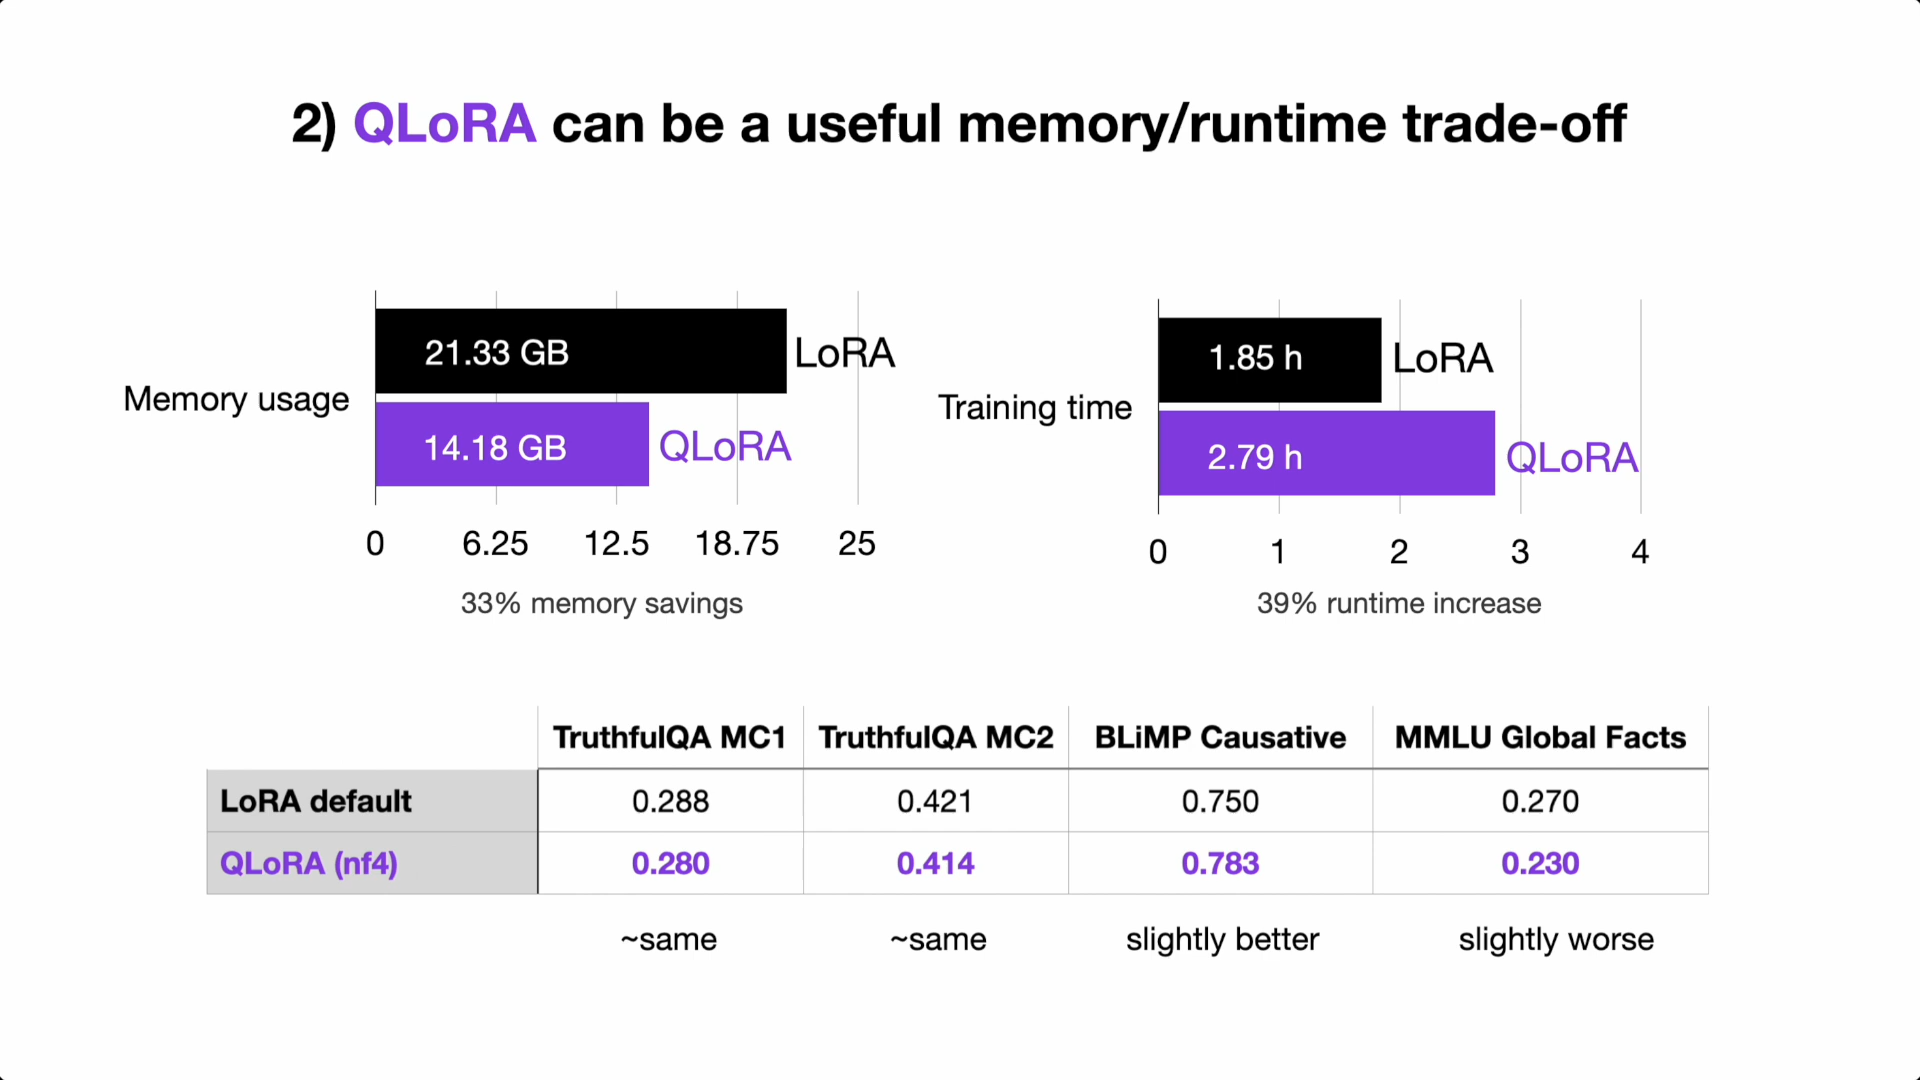 2) QLoRA can be a useful memory/runtime trade-off
Memory usage
21.33 GB LoRA
14.18 GB QLoRA
0 6.25 12.5 18.75 25
33% memory savings
Training time
1.85 h LoRA
2.79 h QLoRA
0 1 2 3 4
39% runtime increase
TruthfulQA MC1 TruthfulQA MC2 BLiMP Causative MMLU Global Facts
LoRA default 0.288 0.421 0.750 0.270
QLoRA (nf4) 0.280 0.414 0.783 0.230
~same ~same slightly better slightly worse